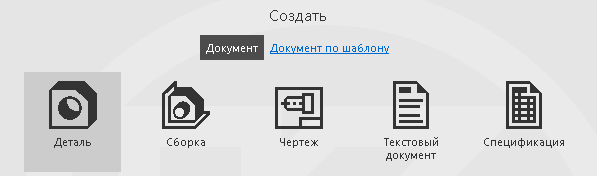 Создать
Документ Документ по шаблону
Деталь Сборка Чертеж Текстовый документ Спецификация